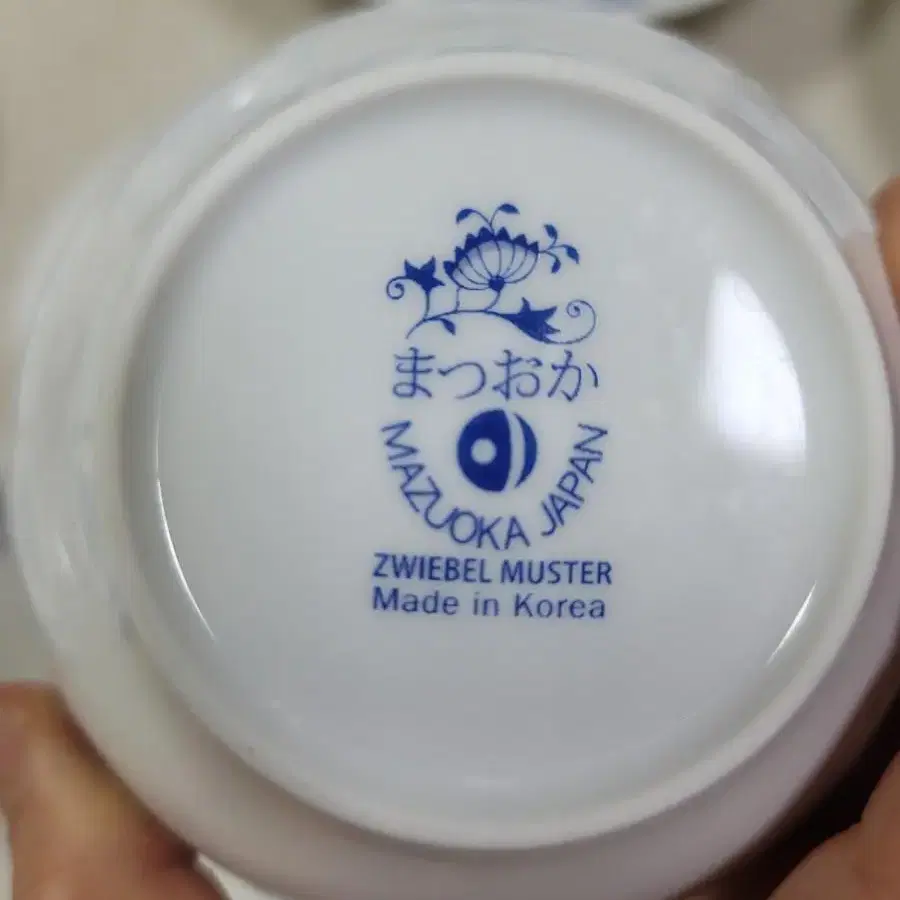 まつおか
MAZUOKA JAPAN
ZWIEBEL MUSTER
Made in Korea